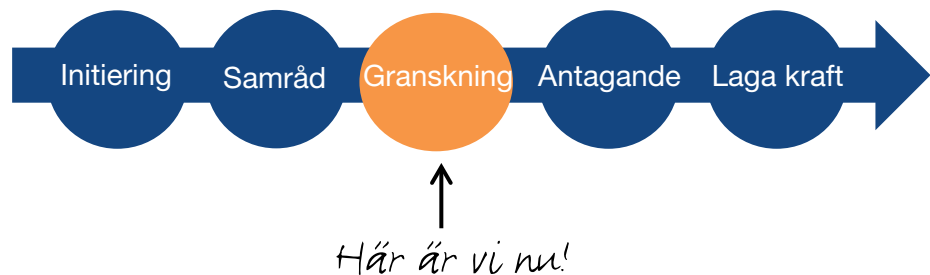 Initiering Samråd Granskning Antagande Laga kraft
Här är vi nu!